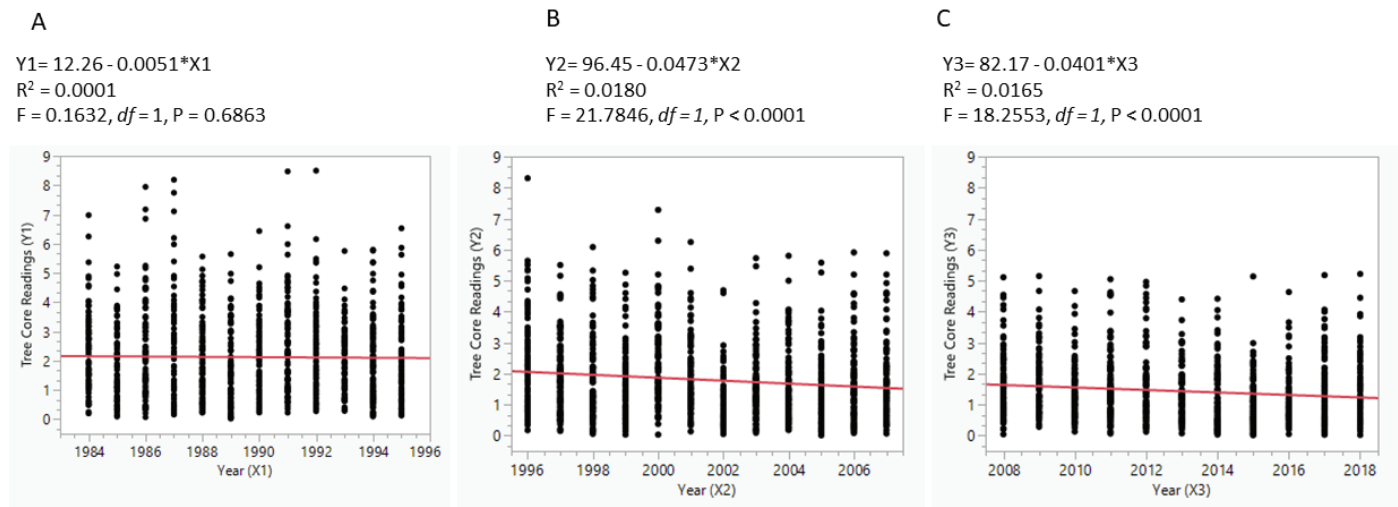 A
Y1= 12.26 - 0.0051*X1
R² = 0.0001
F = 0.1632, df = 1, P = 0.6863
9
8
7
6
5
4
3
2
1
0
Tree Core Readings (Y1)
1984 1986 1988 1990 1992 1994 1996
Year (X1)
B
Y2= 96.45 - 0.0473*X2
R² = 0.0180
F = 21.7846, df = 1, P < 0.0001
9
8
7
6
5
4
3
2
1
0
Tree Core Readings (Y2)
1996 1998 2000 2002 2004 2006
Year (X2)
C
Y3= 82.17 - 0.0401*X3
R² = 0.0165
F = 18.2553, df = 1, P < 0.0001
9
8
7
6
5
4
3
2
1
0
Tree Core Readings (Y3)
2008 2010 2012 2014 2016 2018
Year (X3)